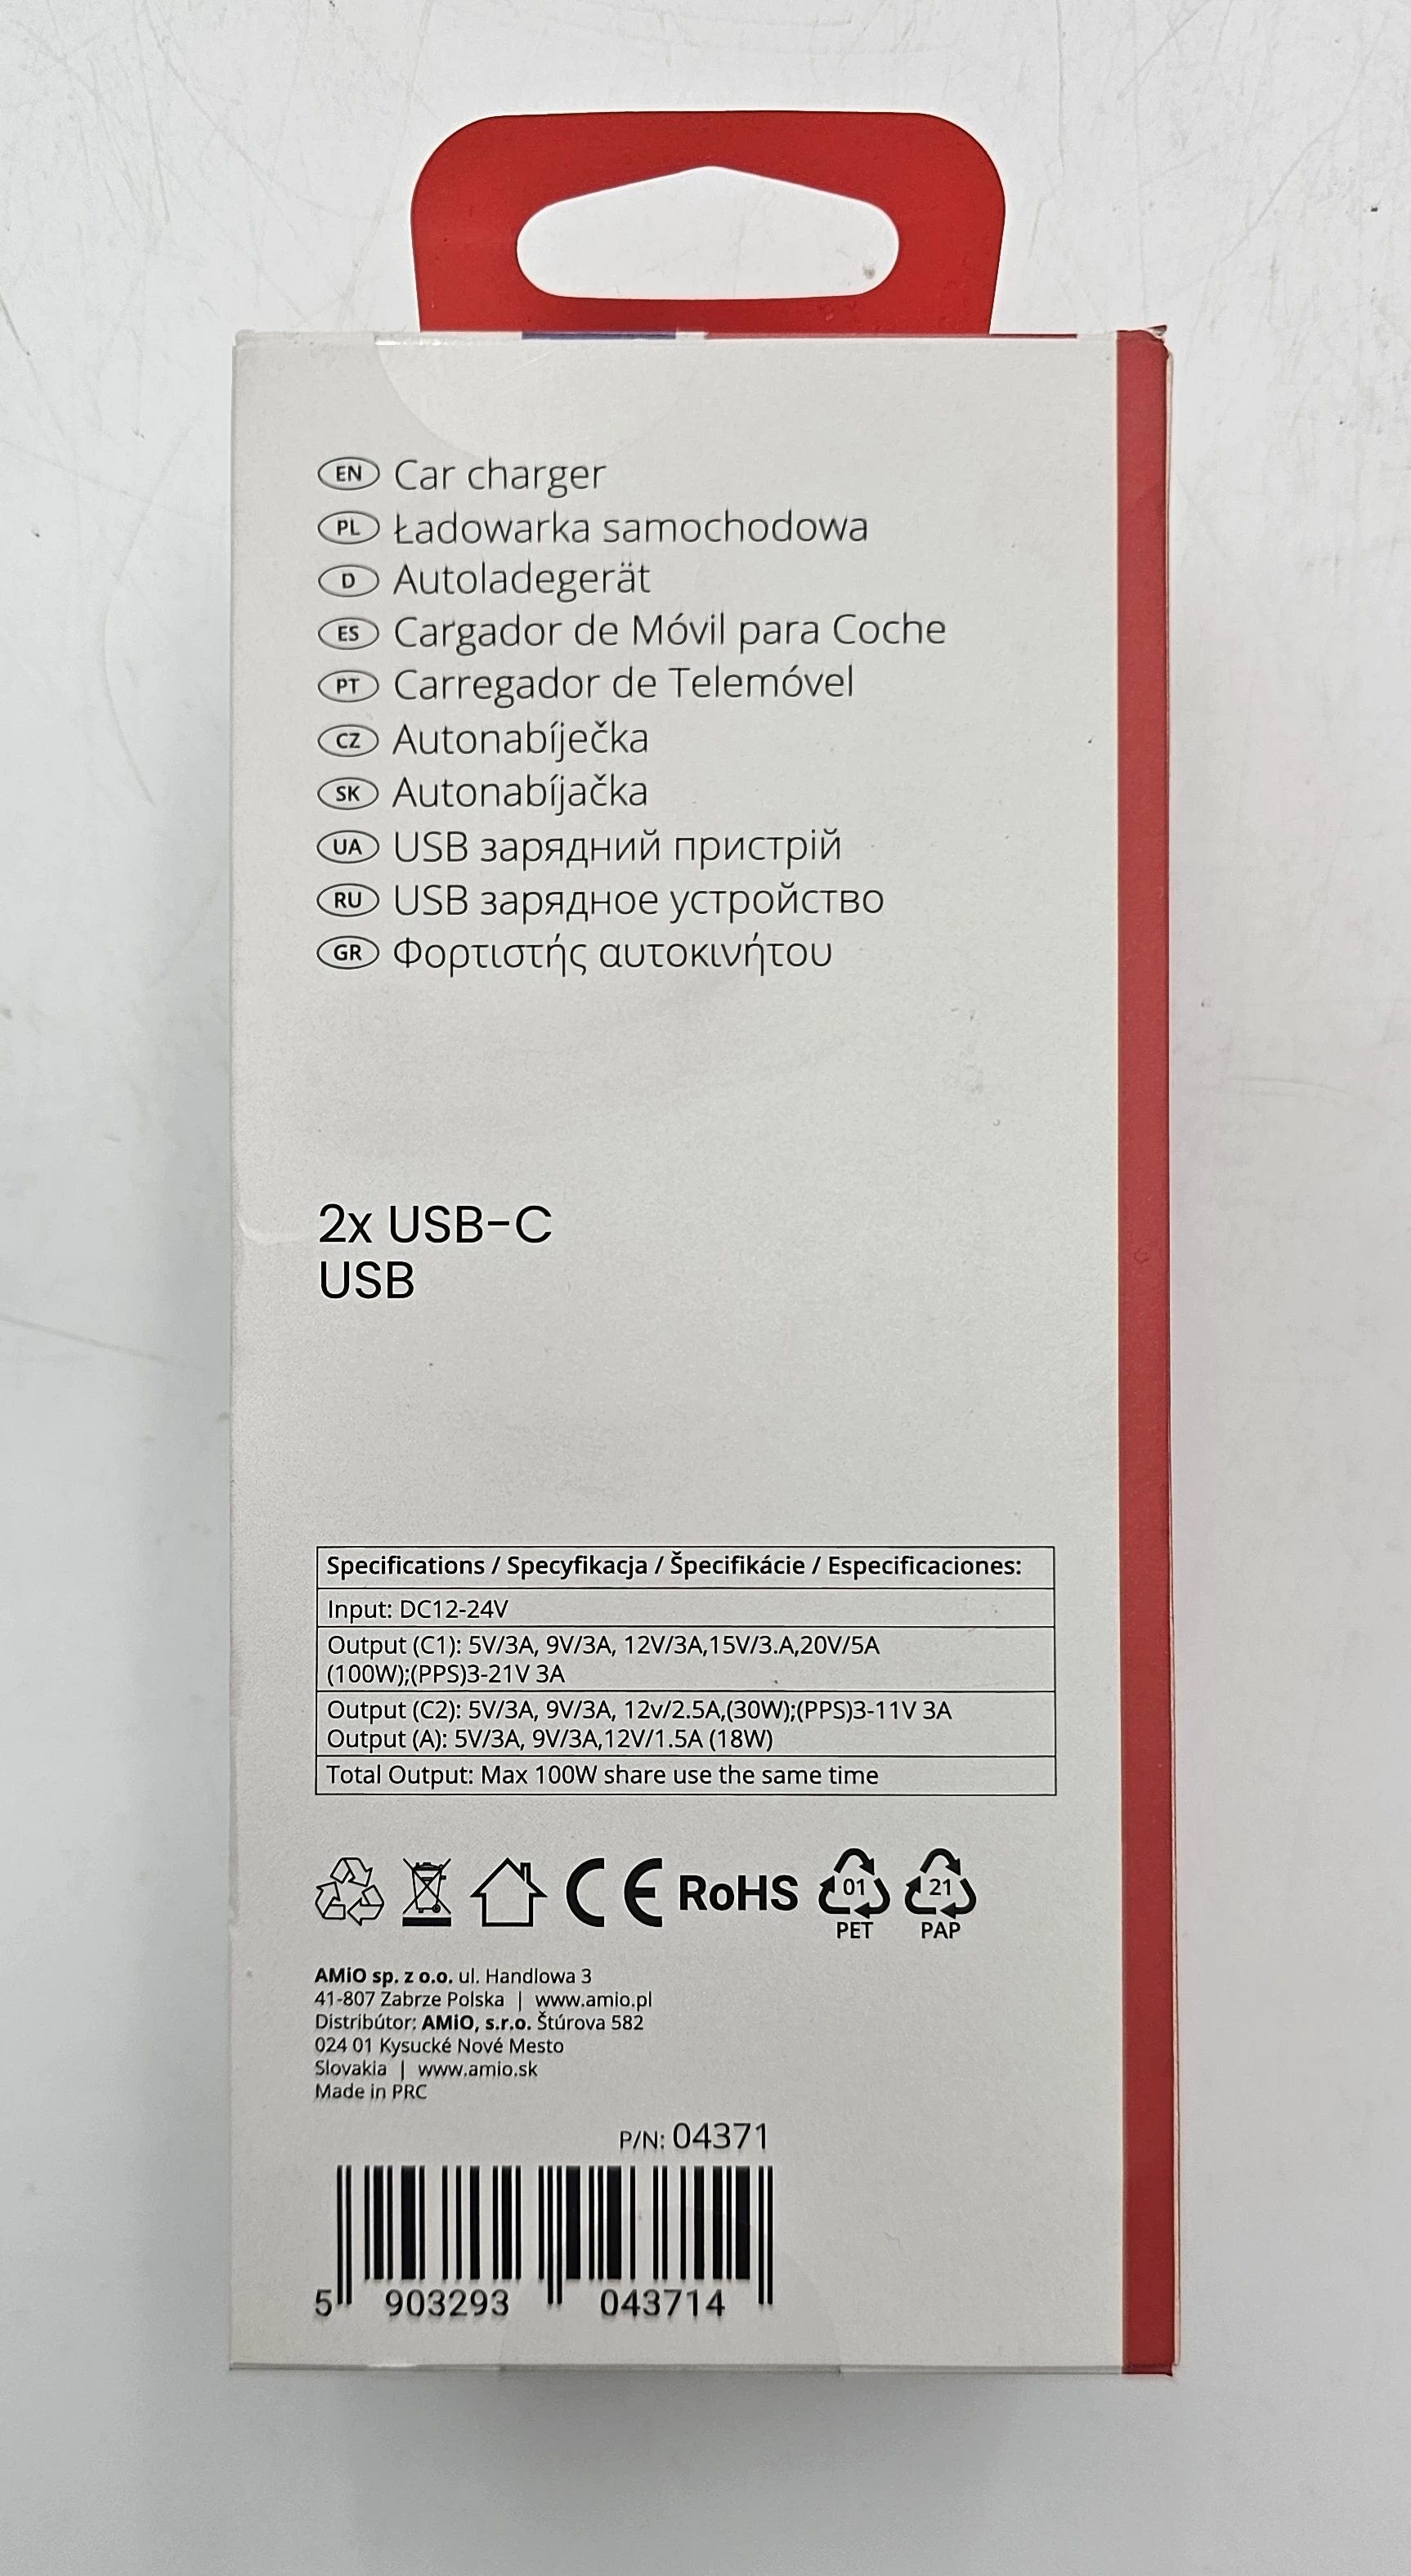 EN Car charger
PL Ładowarka samochodowa
D Autoladegerät
ES Cargador de Móvil para Coche
PT Carregador de Telemóvel
CZ Autonabíječka
SK Autonabíjačka
UA USB зарядний пристрій
RU USB зарядное устройство
GR Φορτιστής αυτοκινήτου
2x USB-C
USB
Specifications / Specyfikacja / Špecifikácie / Especificaciones:
Input: DC12-24V
Output (C1): 5V/3A, 9V/3A, 12V/3A,15V/3.A,20V/5A
(100W);(PPS)3-21V 3A
Output (C2): 5V/3A, 9V/3A, 12v/2.5A,(30W);(PPS)3-11V 3A
Output (A): 5V/3A, 9V/3A,12V/1.5A (18W)
Total Output: Max 100W share use the same time
CE RoHS 01 21
PET PAP
AMiO sp. z o.o. ul. Handlowa 3
41-807 Zabrze Polska | www.amio.pl
Distribútor: AMiO, s.r.o. Štúrova 582
024 01 Kysucké Nové Mesto
Slovakia | www.amio.sk
Made in PRC
P/N: 04371
5 903293 043714